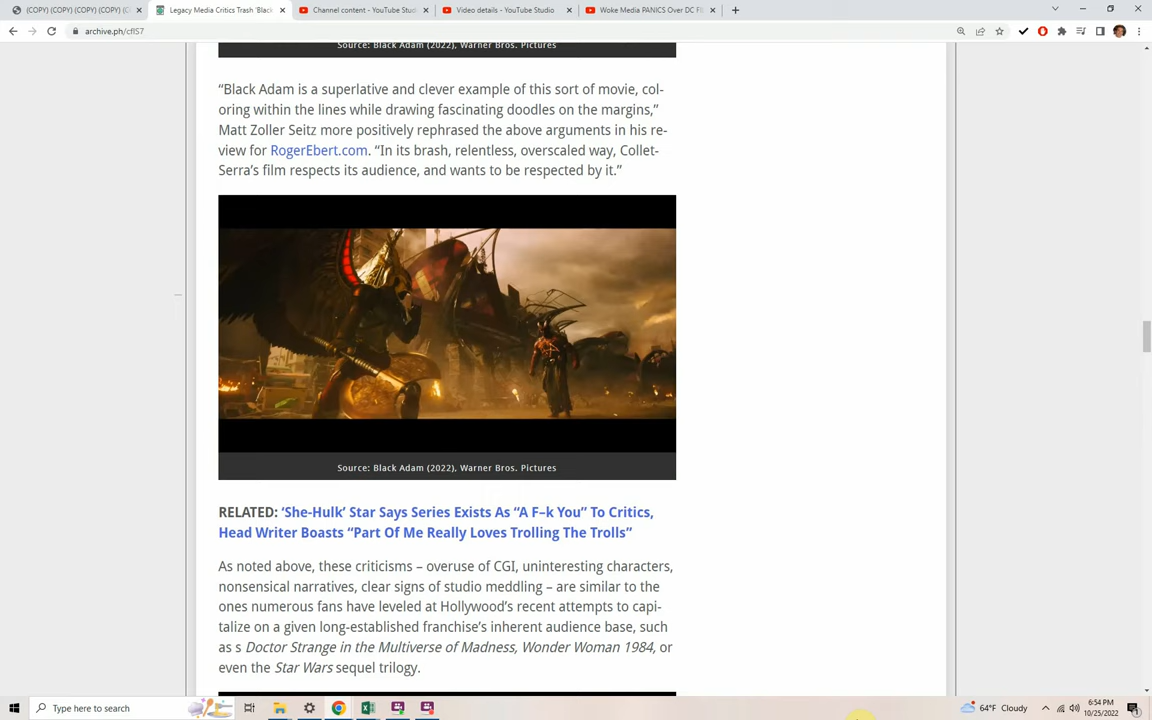 (COPY) (COPY) (COPY) (COPY) (C
Legacy Media Critics Trash 'Blac
Channel content - YouTube Stud
Video details - YouTube Studio
Woke Media PANICS Over DC Fi
archive.ph/cflS7
Source: Black Adam (2022), Warner Bros. Pictures
“Black Adam is a superlative and clever example of this sort of movie, col-
oring within the lines while drawing fascinating doodles on the margins,”
Matt Zoller Seitz more positively rephrased the above arguments in his re-
view for RogerEbert.com. “In its brash, relentless, overscaled way, Collet-
Serra’s film respects its audience, and wants to be respected by it.”
Source: Black Adam (2022), Warner Bros. Pictures
RELATED: ‘She-Hulk’ Star Says Series Exists As “A F–k You” To Critics,
Head Writer Boasts “Part Of Me Really Loves Trolling The Trolls”
As noted above, these criticisms – overuse of CGI, uninteresting characters,
nonsensical narratives, clear signs of studio meddling – are similar to the
ones numerous fans have leveled at Hollywood’s recent attempts to capi-
talize on a given long-established franchise’s inherent audience base, such
as s Doctor Strange in the Multiverse of Madness, Wonder Woman 1984, or
even the Star Wars sequel trilogy.
Type here to search
64°F Cloudy
6:54 PM
10/25/2022